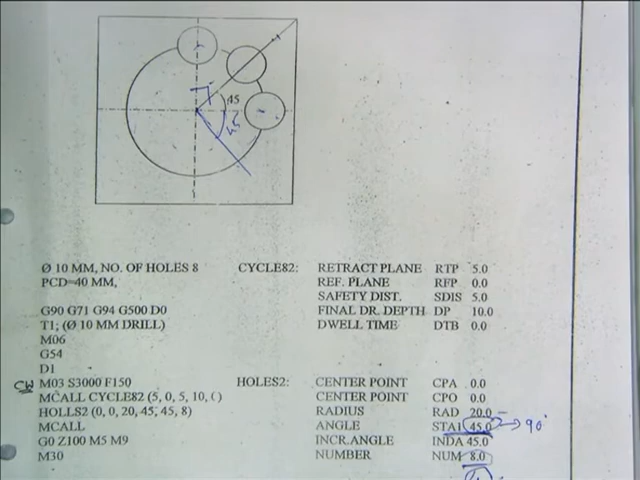 45
45
Ø 10 MM, NO. OF HOLES 8 CYCLE82: RETRACT PLANE RTP 5.0
PCD=40 MM, REF. PLANE RFP 0.0
SAFETY DIST. SDIS 5.0
G90 G71 G94 G500 D0 FINAL DR. DEPTH DP 10.0
T1; (Ø 10 MM DRILL) DWELL TIME DTB 0.0
M06
G54
D1
CW M03 S3000 F150 HOLES2: CENTER POINT CPA 0.0
MCALL CYCLE82 (5, 0, 5, 10, ( ) CENTER POINT CPO 0.0
HOLLS2 (0, 0, 20, 45, 45, 8) RADIUS RAD 20.0
MCALL ANGLE STA1 45.0 → 90°
G0 Z100 M5 M9 INCR.ANGLE INDA 45.0
M30 NUMBER NUM 8.0